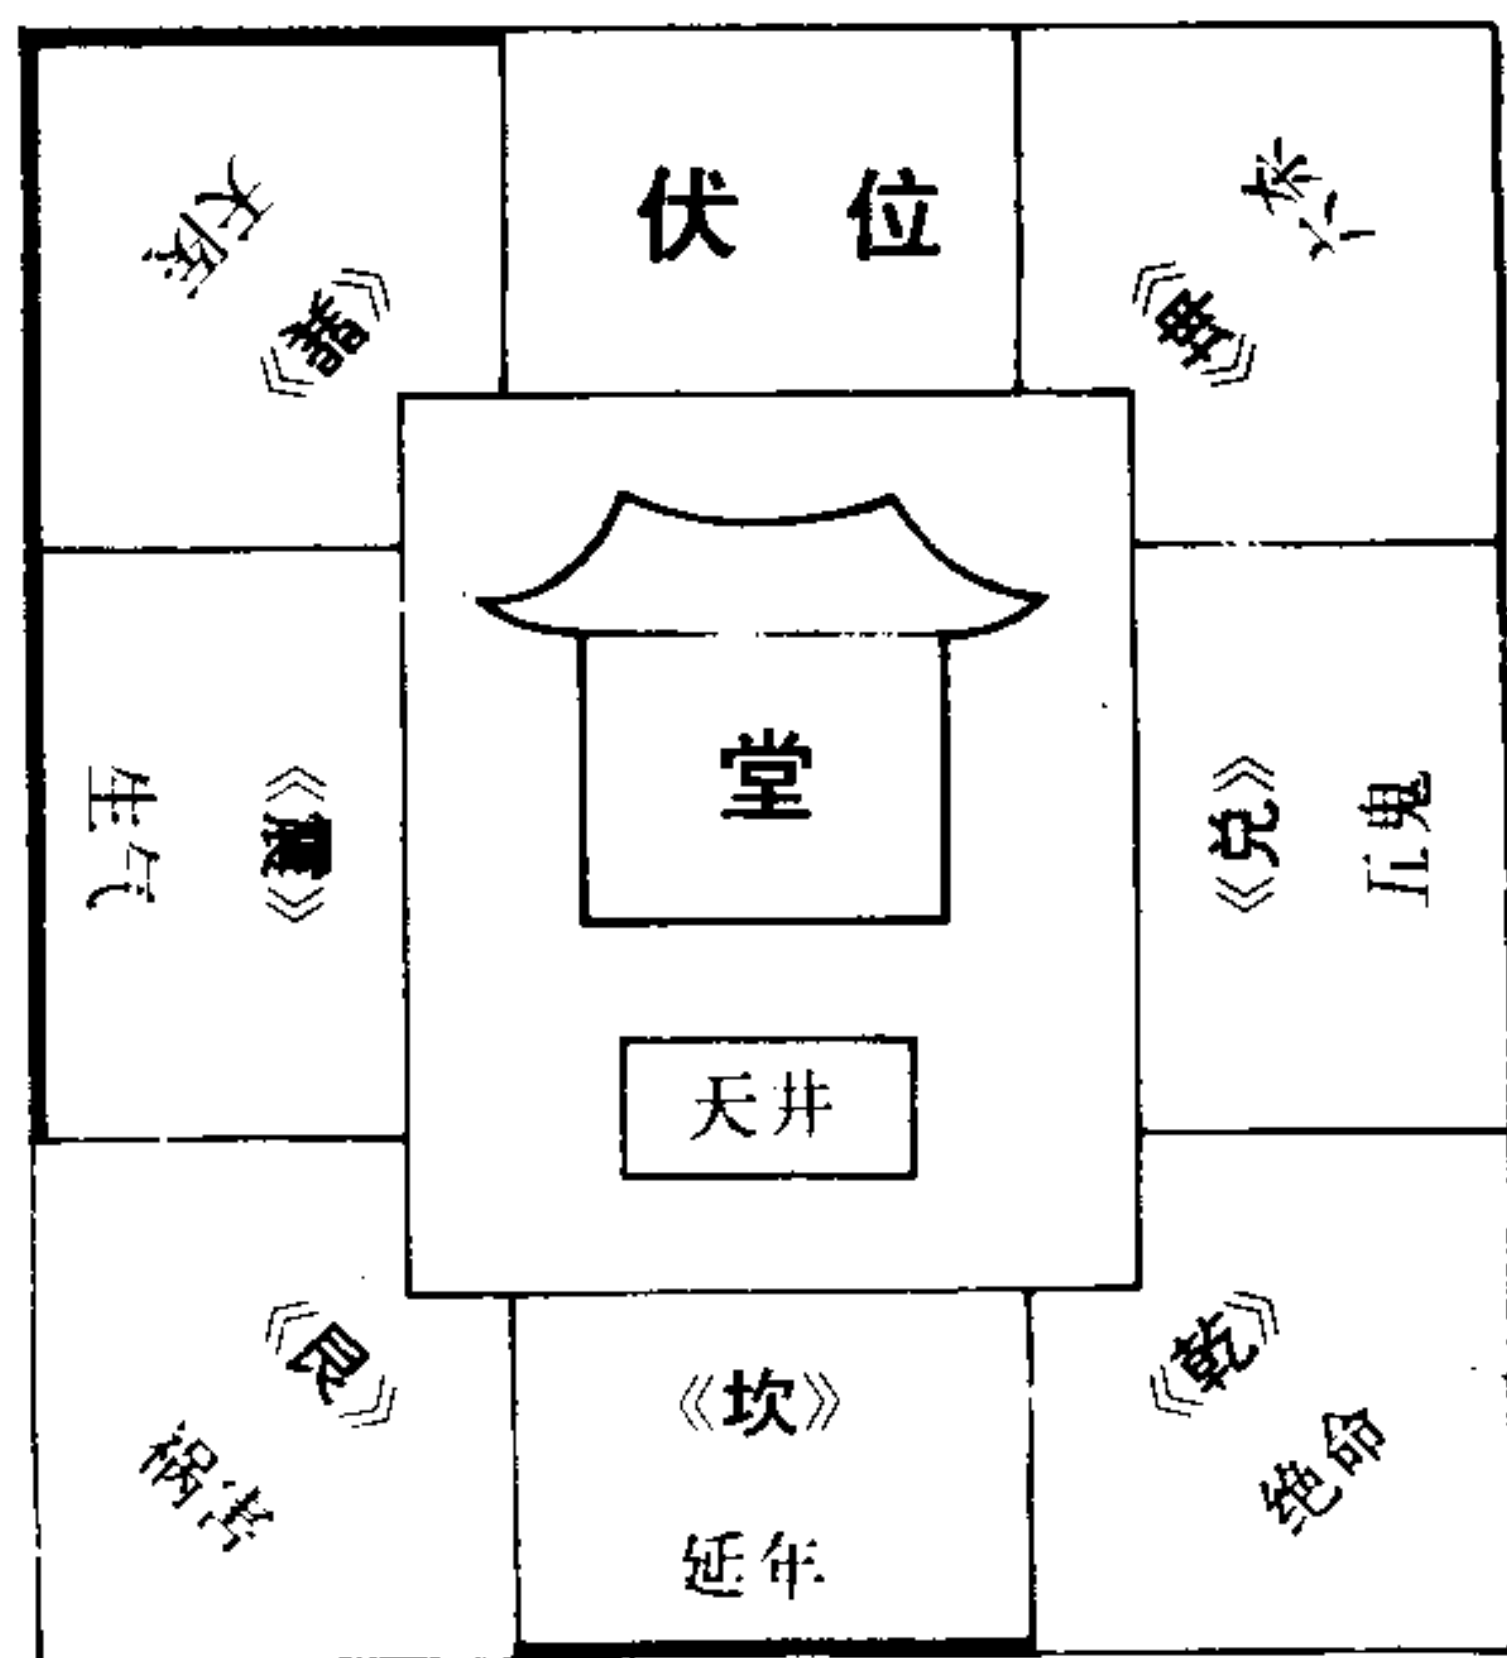 天医
《巽》
伏 位
六杀
《坤》
生气
《震》
堂
天井
《兑》
五鬼
《艮》
祸害
《坎》
延年
《乾》
绝命